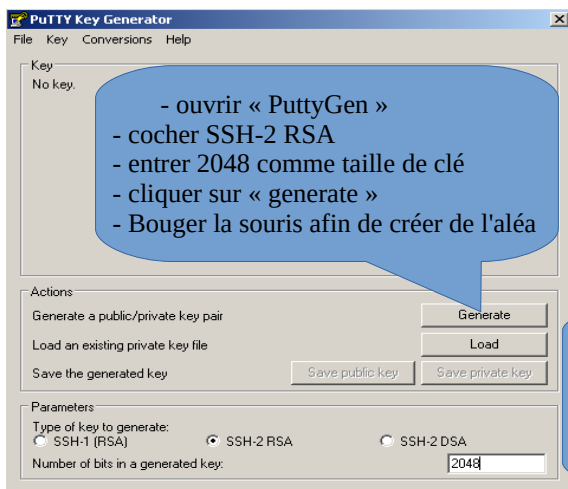 PuTTY Key Generator
File Key Conversions Help
Key
No key.
- ouvrir « PuttyGen »
- cocher SSH-2 RSA
- entrer 2048 comme taille de clé
- cliquer sur « generate »
- Bouger la souris afin de créer de l'aléa
Actions
Generate a public/private key pair Generate
Load an existing private key file Load
Save the generated key Save public key Save private key
Parameters
Type of key to generate:
SSH-1 (RSA) SSH-2 RSA SSH-2 DSA
Number of bits in a generated key: 2048